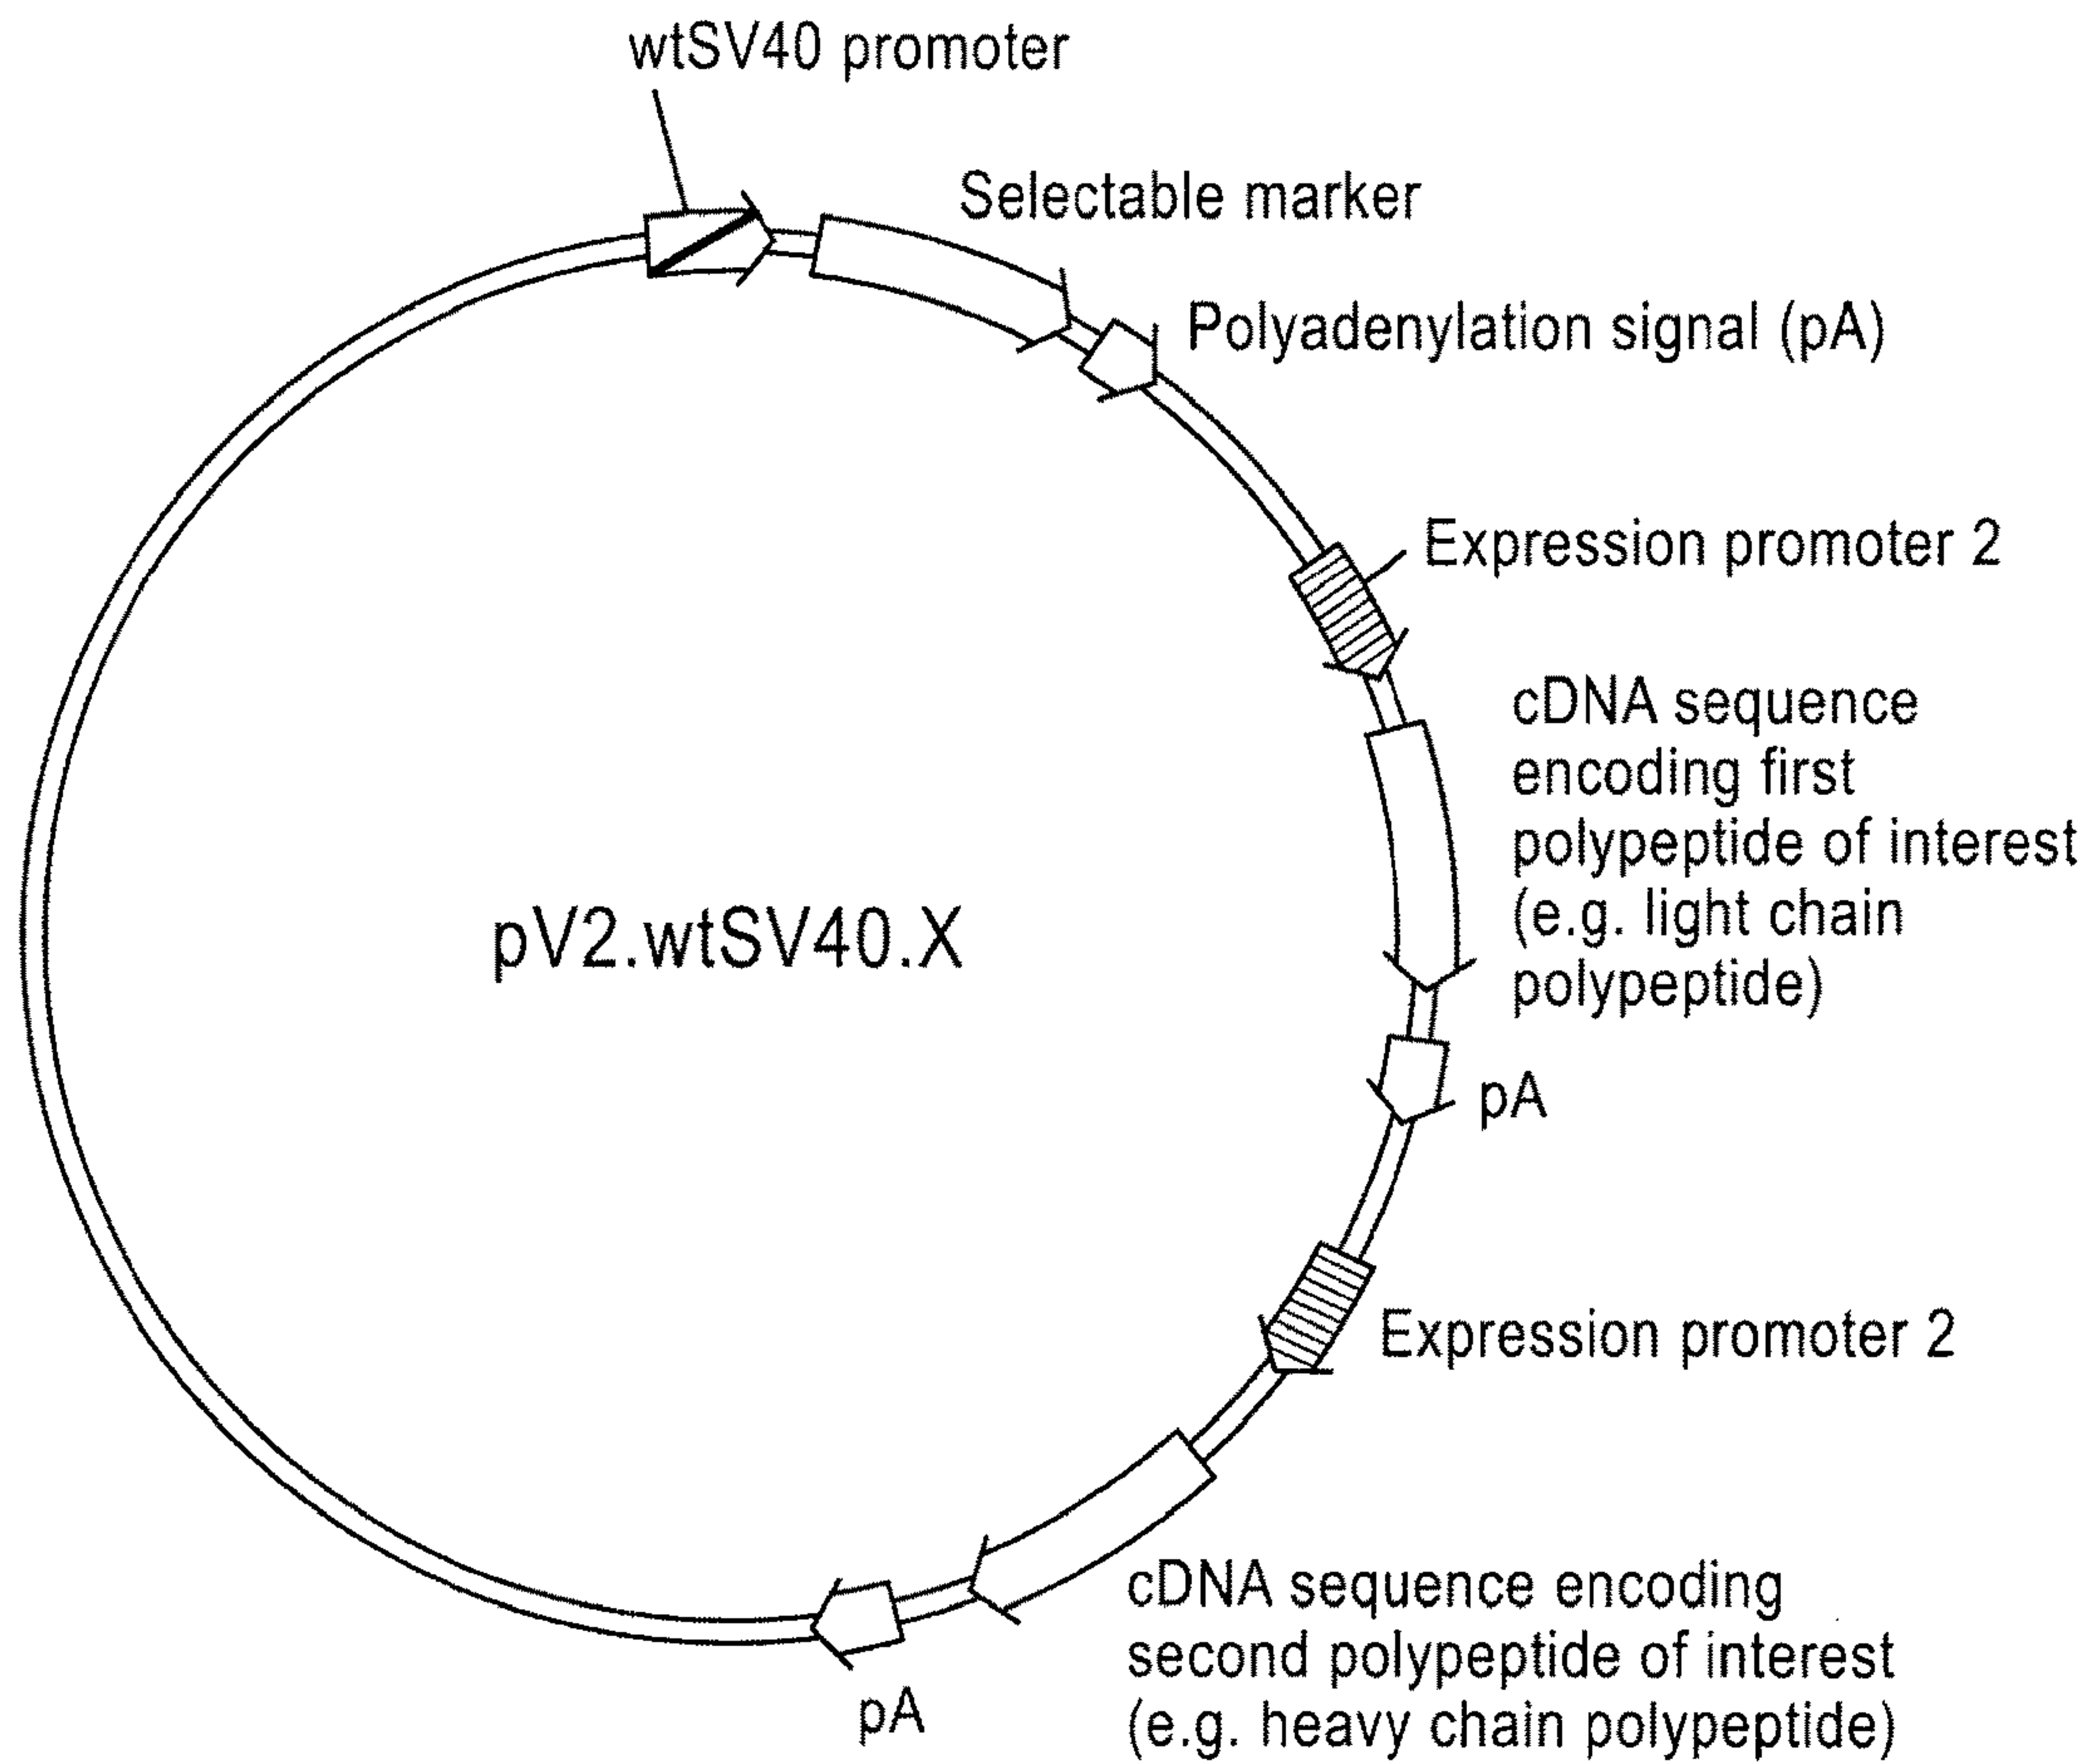 wtSV40 promoter
Selectable marker
Polyadenylation signal (pA)
Expression promoter 2
cDNA sequence
encoding first
polypeptide of interest
(e.g. light chain
polypeptide)
pV2.wtSV40.X
pA
Expression promoter 2
cDNA sequence encoding
second polypeptide of interest
(e.g. heavy chain polypeptide)
pA